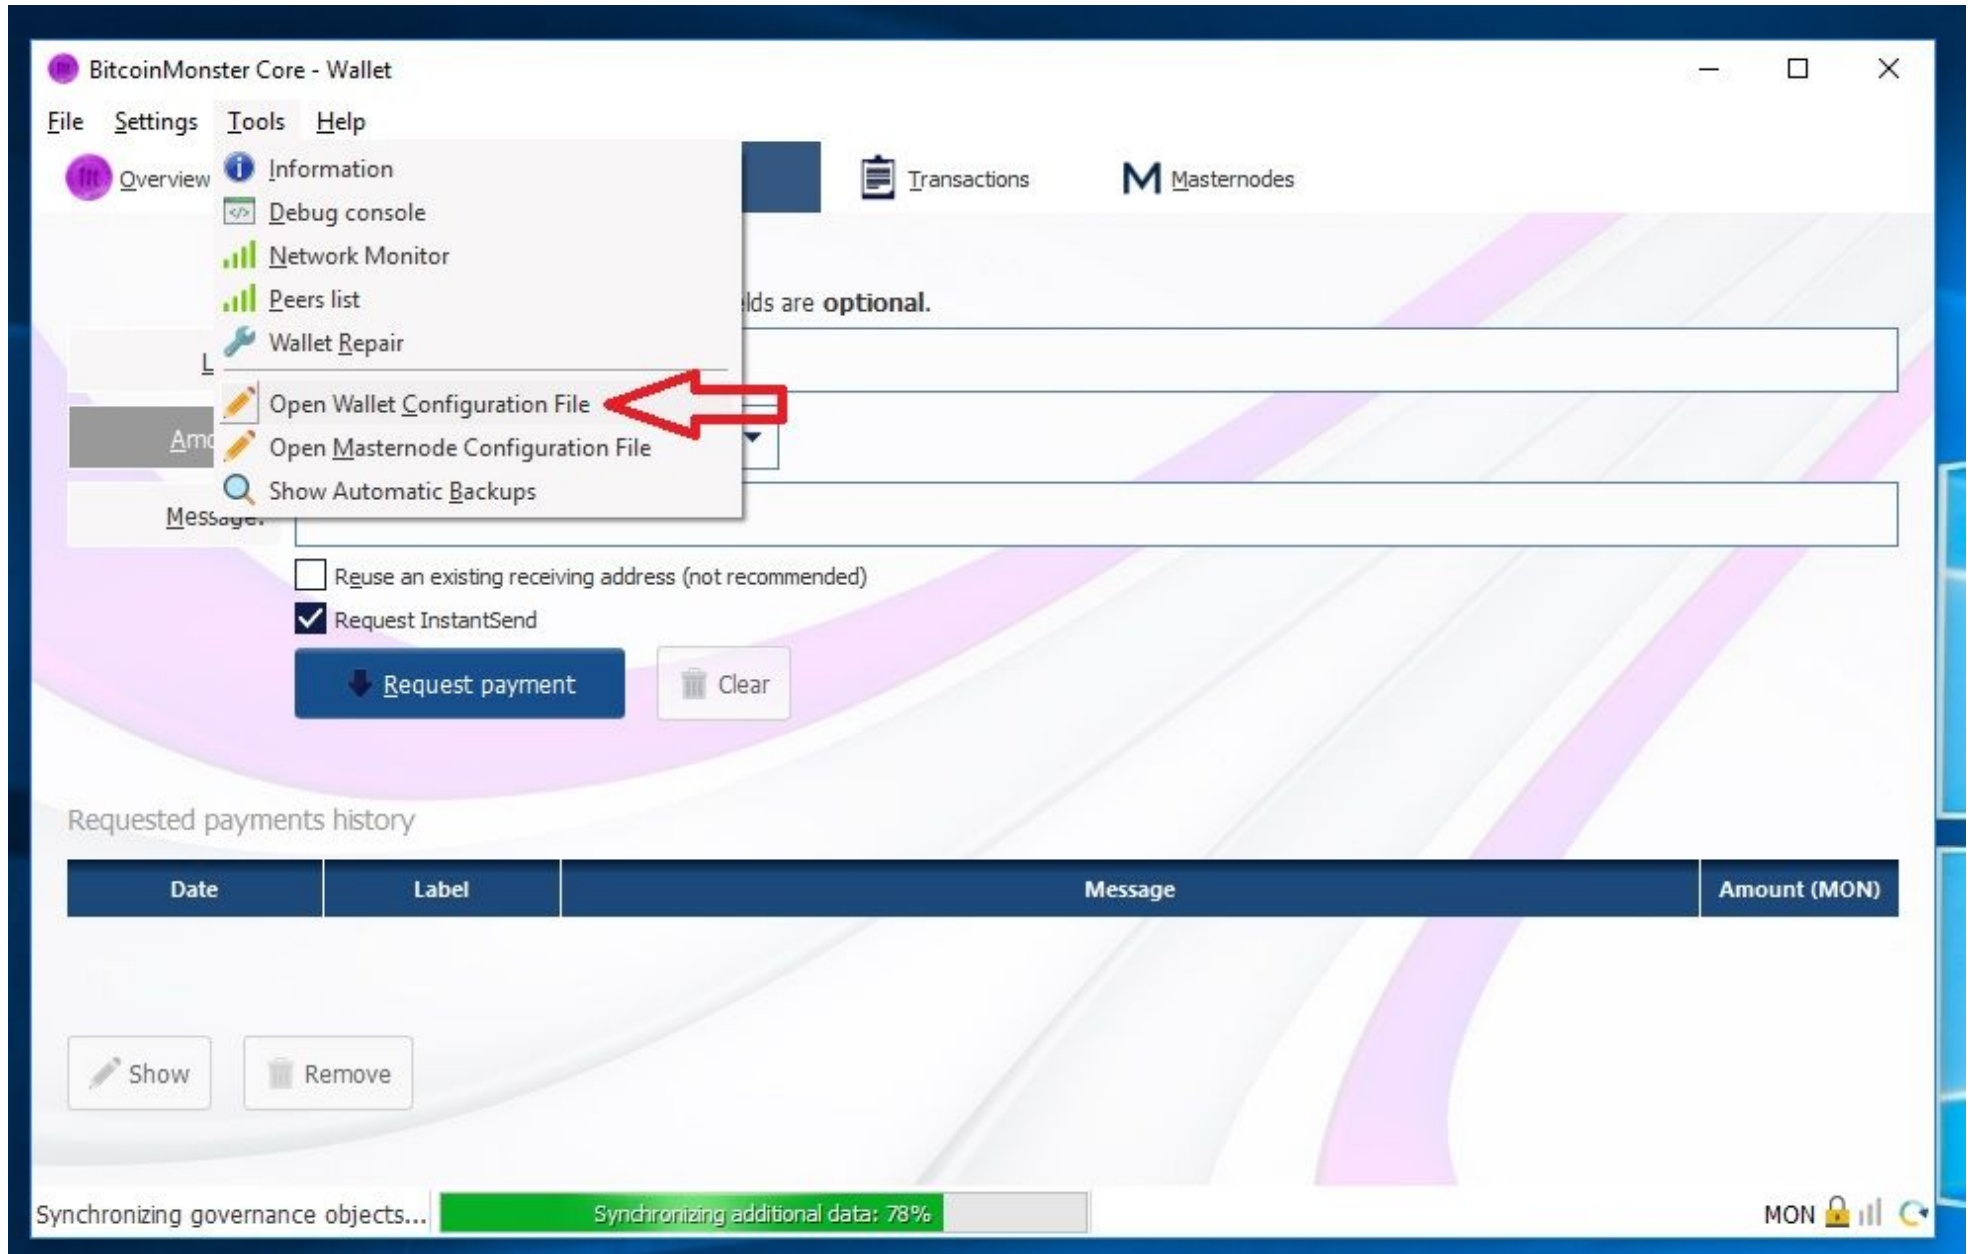 BitcoinMonster Core - Wallet
File Settings Tools Help
Overview
Transactions
Masternodes
Information
Debug console
Network Monitor
Peers list
Wallet Repair
Open Wallet Configuration File
Open Masternode Configuration File
Show Automatic Backups
are optional.
Message:
Reuse an existing receiving address (not recommended)
Request InstantSend
Request payment
Clear
Requested payments history
Date Label Message Amount (MON)
Show
Remove
Synchronizing governance objects...
Synchronizing additional data: 78%
MON